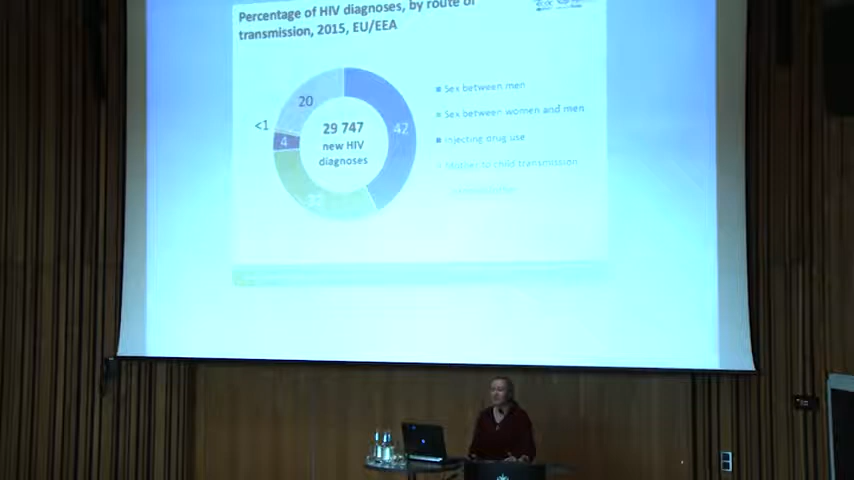 Percentage of HIV diagnoses, by route of
transmission, 2015, EU/EEA
20
<1
4
42
29 747
new HIV
diagnoses
Sex between men
Sex between women and men
Injecting drug use
Mother to child transmission